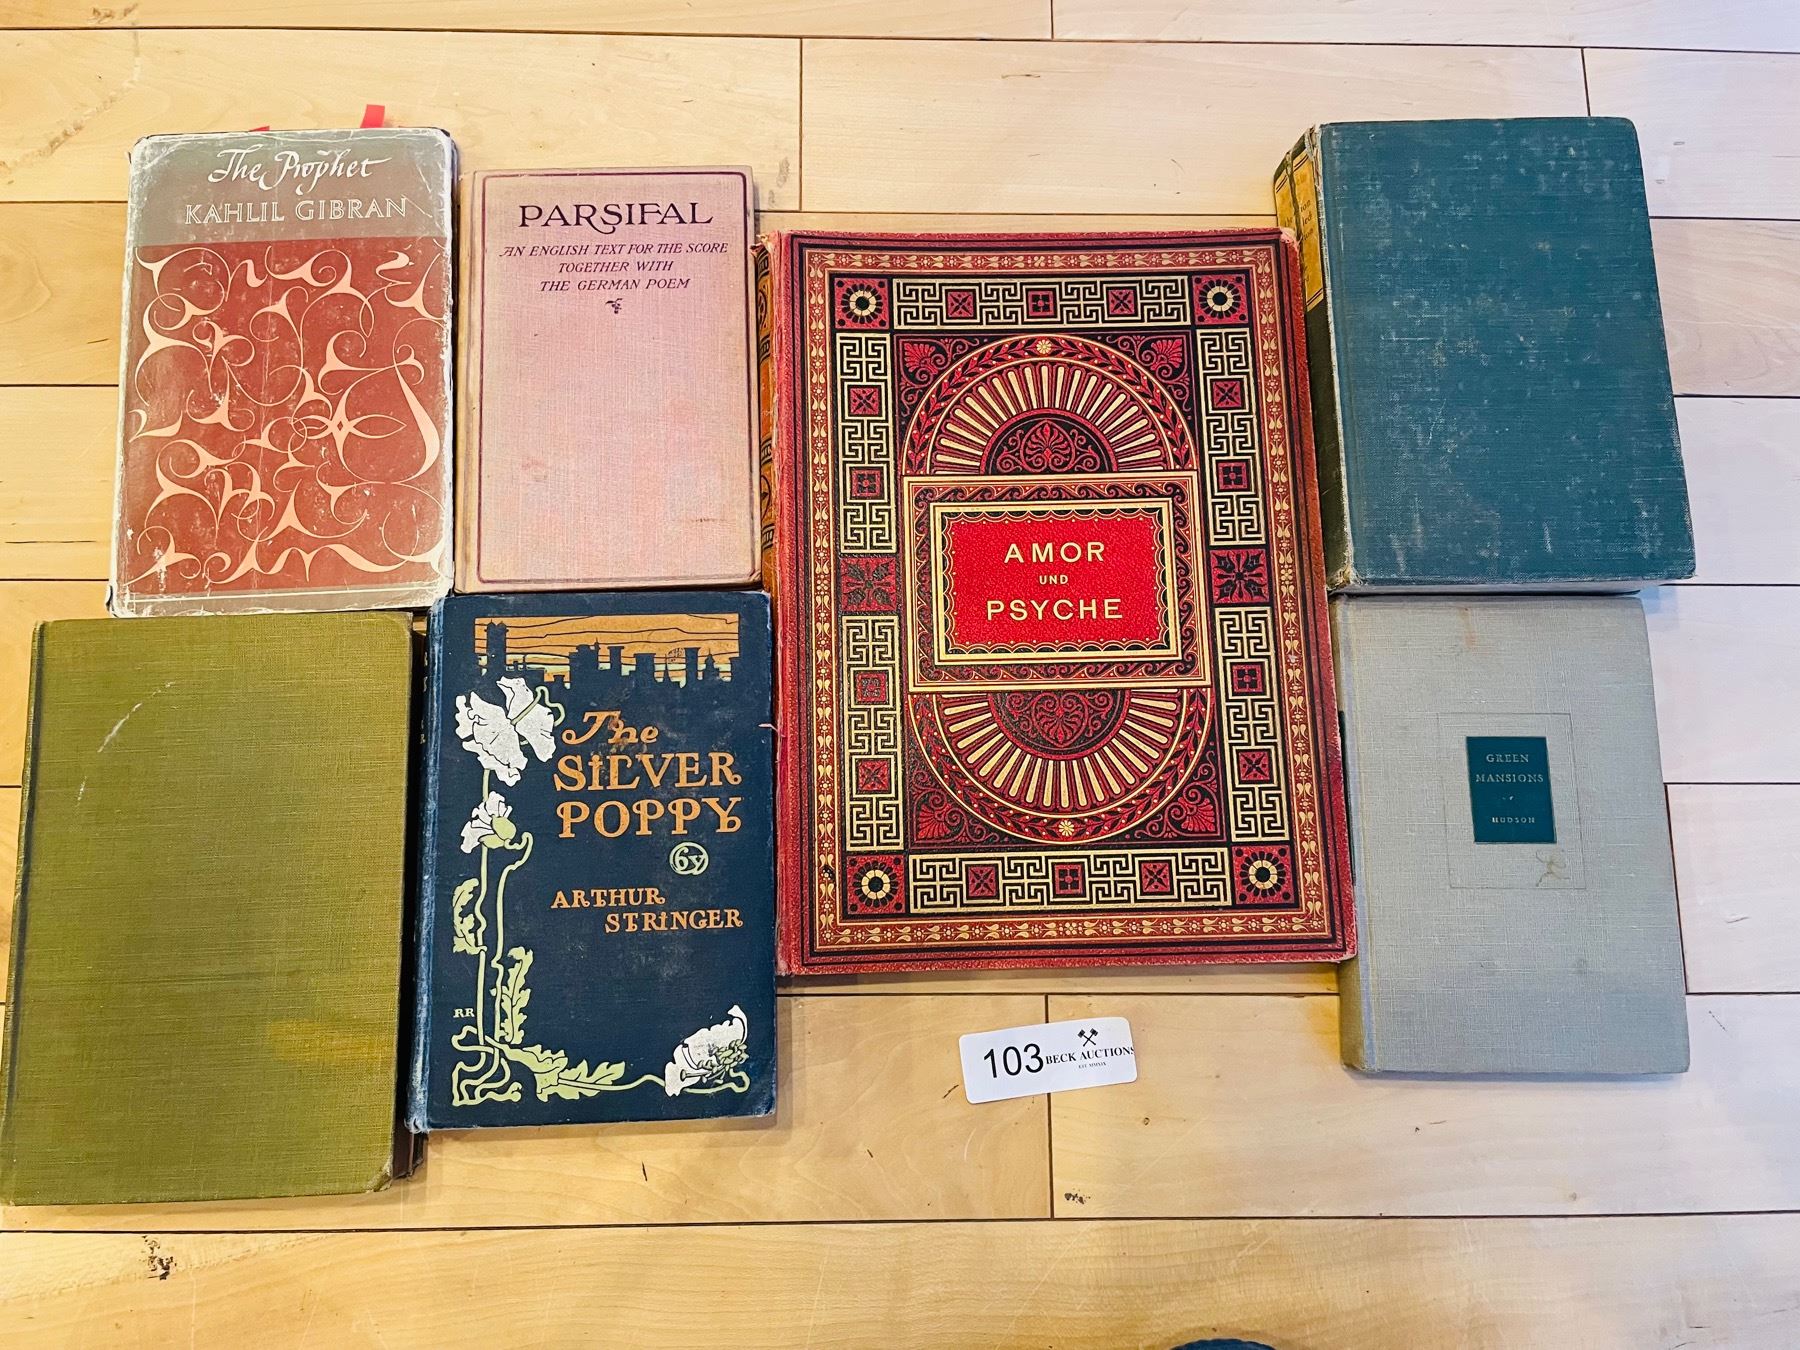 The Prophet
KAHLIL GIBRAN
PARSIFAL
AN ENGLISH TEXT FOR THE SCORE
TOGETHER WITH
THE GERMAN POEM
The
SILVER
POPPY
By
ARTHUR
STRINGER
RR
AMOR
UND
PSYCHE
GREEN
MANSIONS
HUDSON
103
BECK AUCTIONS